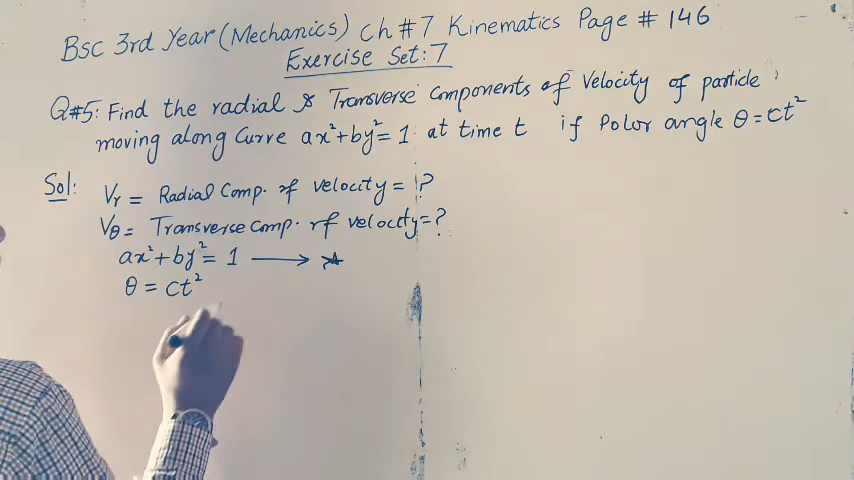 Bsc 3rd Year (Mechanics) Ch #7 Kinematics Page # 146
Exercise Set: 7
Q#5: Find the radial & Transverse Components of Velocity of particle
moving along Curve ax²+by²=1 at time t if Polor angle θ=ct²
Sol: Vr = Radial Comp. of velocity = ?
Vθ = Transverse Comp. of velocity=?
ax²+by²=1 ⟶ *
θ = ct²